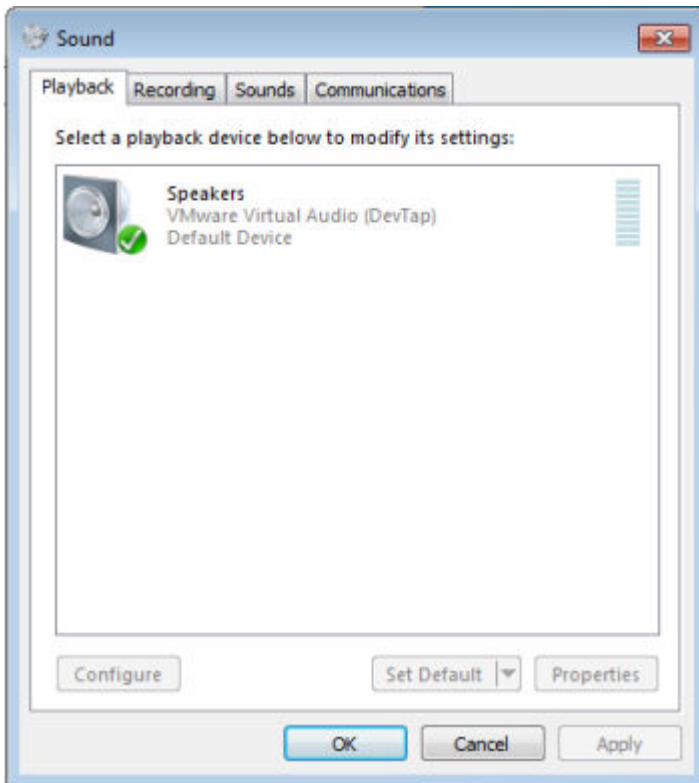 Sound
Playback Recording Sounds Communications
Select a playback device below to modify its settings:
Speakers
VMware Virtual Audio (DevTap)
Default Device
Configure Set Default Properties
OK Cancel Apply